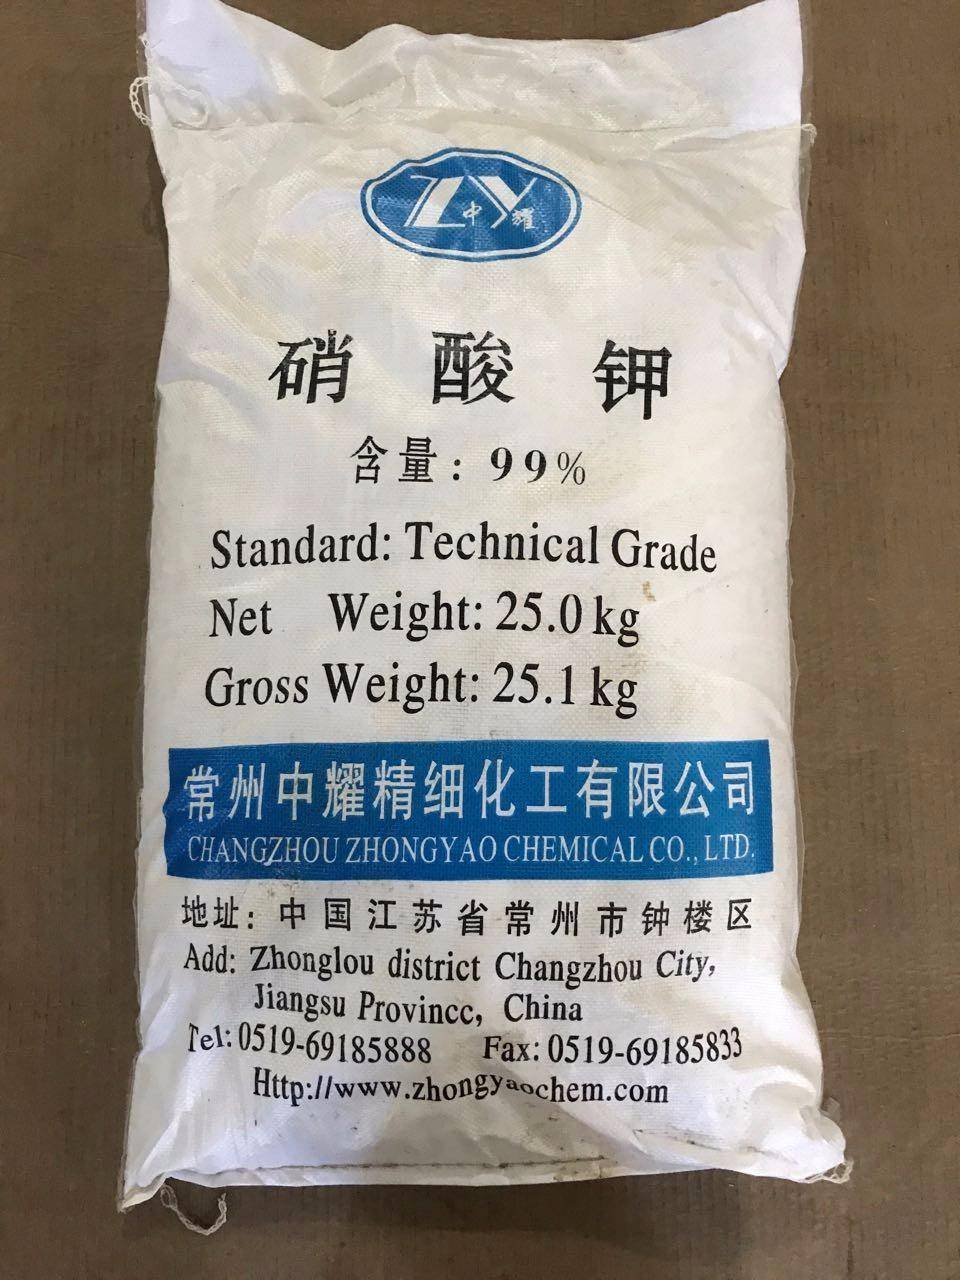 ZY
中 耀
硝 酸 钾
含量: 99%
Standard: Technical Grade
Net Weight: 25.0 kg
Gross Weight: 25.1 kg
常州中耀精细化工有限公司
CHANGZHOU ZHONGYAO CHEMICAL CO., LTD.
地址: 中国江苏省常州市钟楼区
Add: Zhonglou district Changzhou City,
Jiangsu Provincc, China
Tel: 0519-69185888 Fax: 0519-69185833
Http://www.zhongyaochem.com